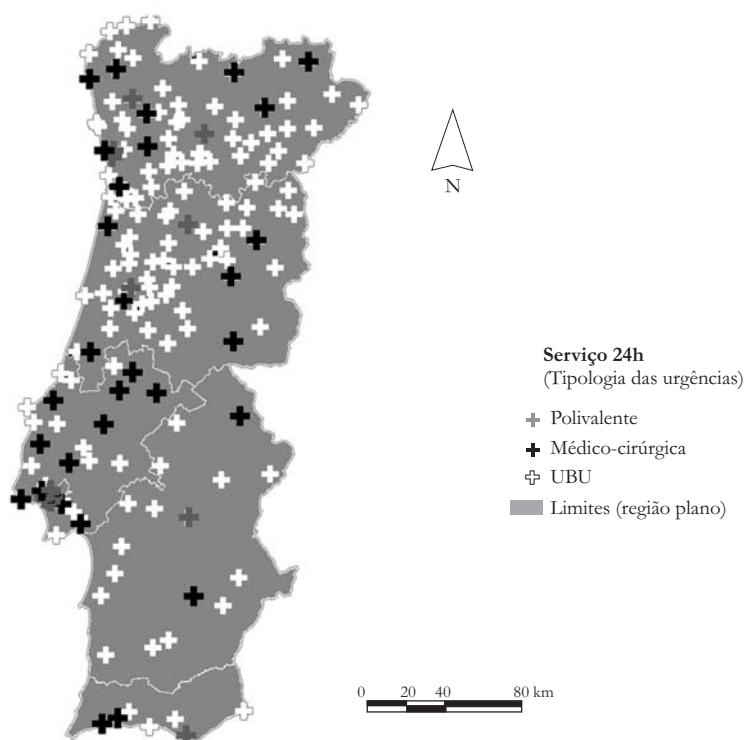 N
Serviço 24h
(Tipologia das urgências)
Polivalente
Médico-cirúrgica
UBU
Limites (região plano)
0 20 40 80 km